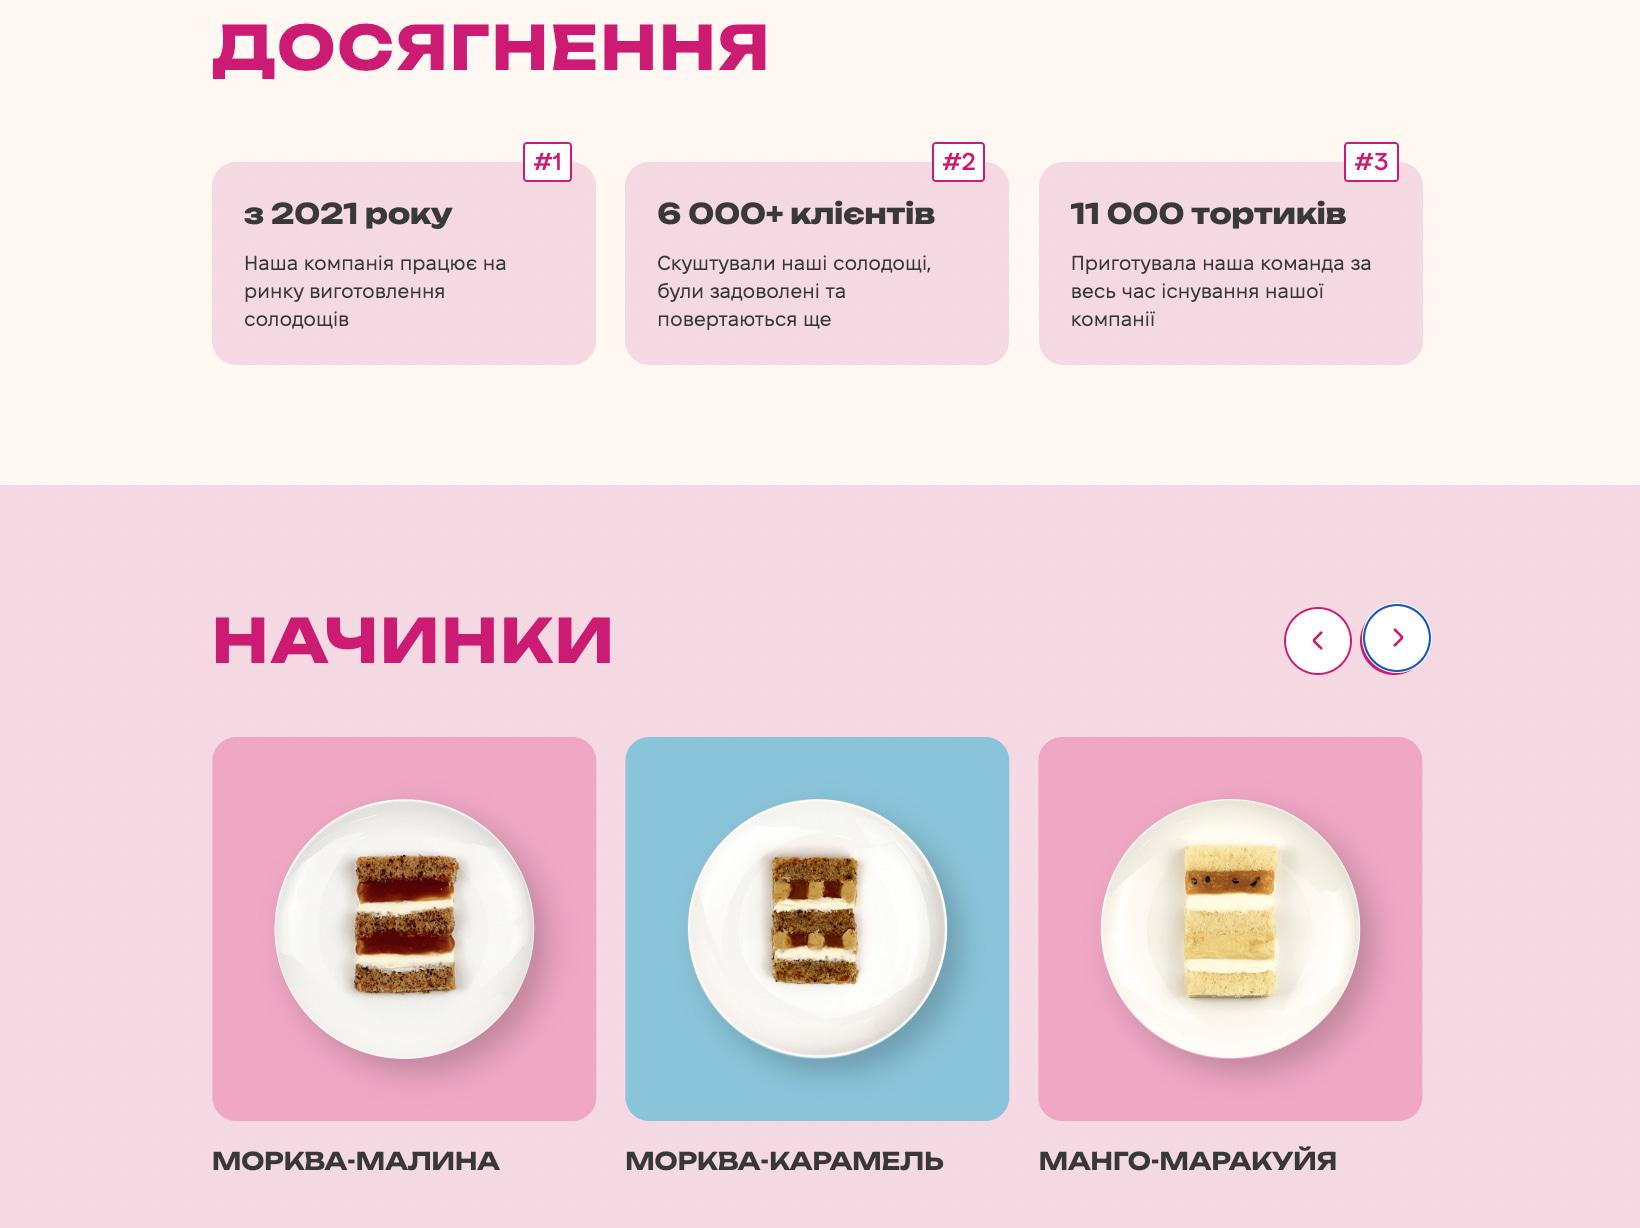 ДОСЯГНЕННЯ
#1
з 2021 року
Наша компанія працює на
ринку виготовлення
солодощів
#2
6 000+ клієнтів
Скуштували наші солодощі,
були задоволені та
повертаються ще
#3
11 000 тортиків
Приготувала наша команда за
весь час існування нашої
компанії
НАЧИНКИ
МОРКВА-МАЛИНА
МОРКВА-КАРАМЕЛЬ
МАНГО-МАРАКУЙЯ